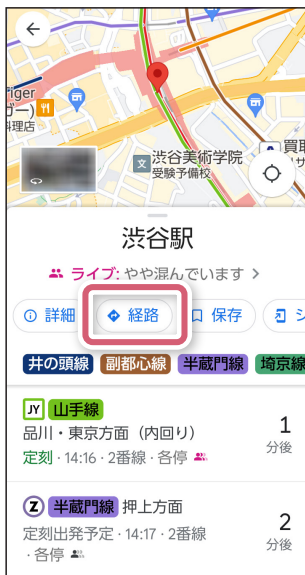 riger
ガー)
料理店
渋谷美術学院
受験予備校
買取
渋谷駅
ライブ: やや混んでいます
詳細
経路
保存
井の頭線
副都心線
半蔵門線
埼京線
JY 山手線
品川・東京方面（内回り）
1
分後
定刻・14:16・2番線・各停
Z 半蔵門線 押上方面
2
分後
定刻出発予定・14:17・2番線
・各停